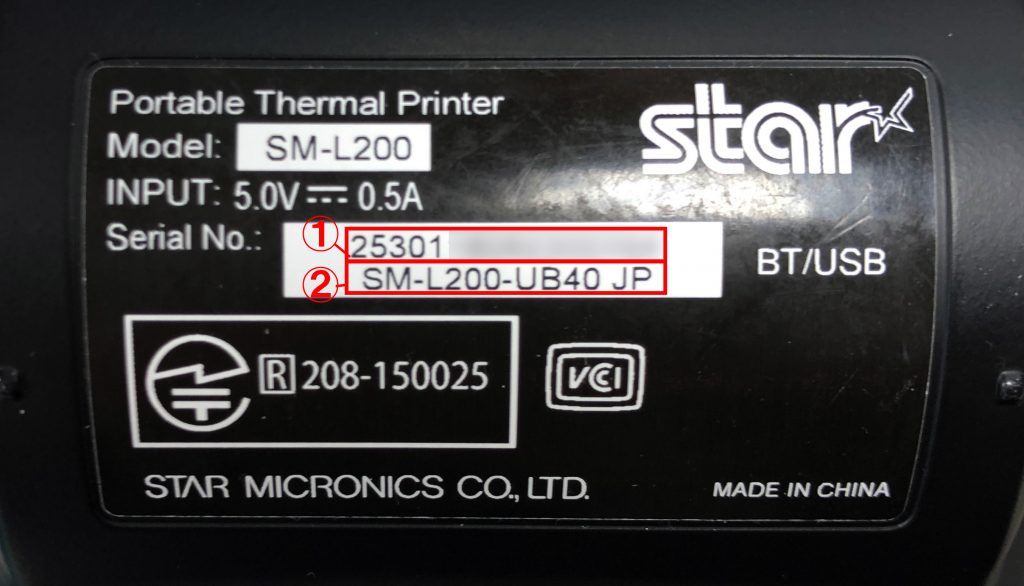 Portable Thermal Printer
star
Model: SM-L200
INPUT: 5.0V⎓0.5A
Serial No.: ① 25301
② SM-L200-UB40 JP
BT/USB
R 208-150025
VCCI
STAR MICRONICS CO., LTD.
MADE IN CHINA